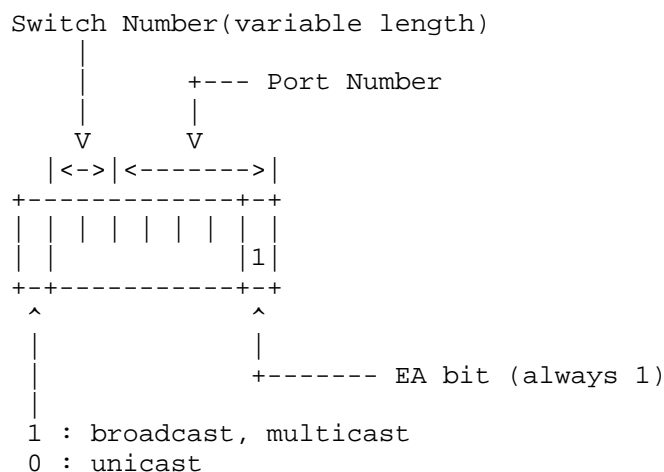 Switch Number(variable length)
|
| +--- Port Number
| |
V V
|<->|<------->|
+-------------+-+
| | | | | | | | |
| | |1|
+-+-----------+-+
^ ^
| |
| +------- EA bit (always 1)
|
1 : broadcast, multicast
0 : unicast